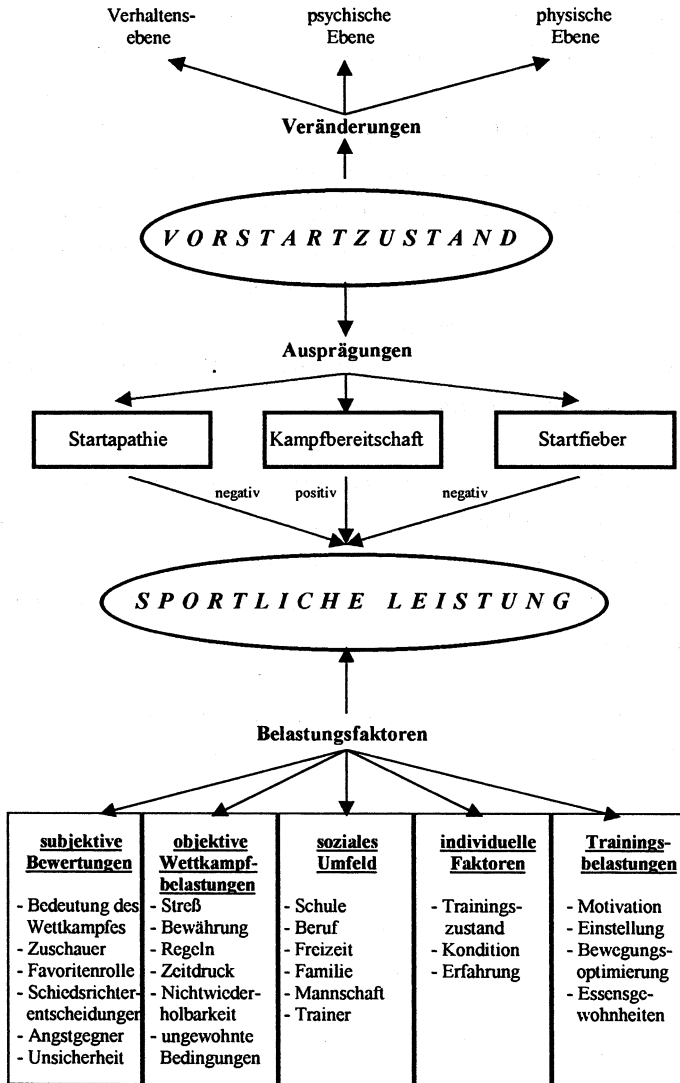 Verhaltens-
ebene
psychische
Ebene
physische
Ebene
Veränderungen
VORSTARTZUSTAND
Ausprägungen
Startapathie
Kampfbereitschaft
Startfieber
negativ
positiv
negativ
SPORTLICHE LEISTUNG
Belastungsfaktoren
subjektive
Bewertungen
- Bedeutung des
Wettkampfes
- Zuschauer
- Favoritenrolle
- Schiedsrichter-
entscheidungen
- Angstgegner
- Unsicherheit
objektive
Wettkampf-
belastungen
- Streß
- Bewährung
- Regeln
- Zeitdruck
- Nichtwieder-
holbarkeit
- ungewohnte
Bedingungen
soziales
Umfeld
- Schule
- Beruf
- Freizeit
- Familie
- Mannschaft
- Trainer
individuelle
Faktoren
- Trainings-
zustand
- Kondition
- Erfahrung
Trainings-
belastungen
- Motivation
- Einstellung
- Bewegungs-
optimierung
- Essensge-
wohnheiten